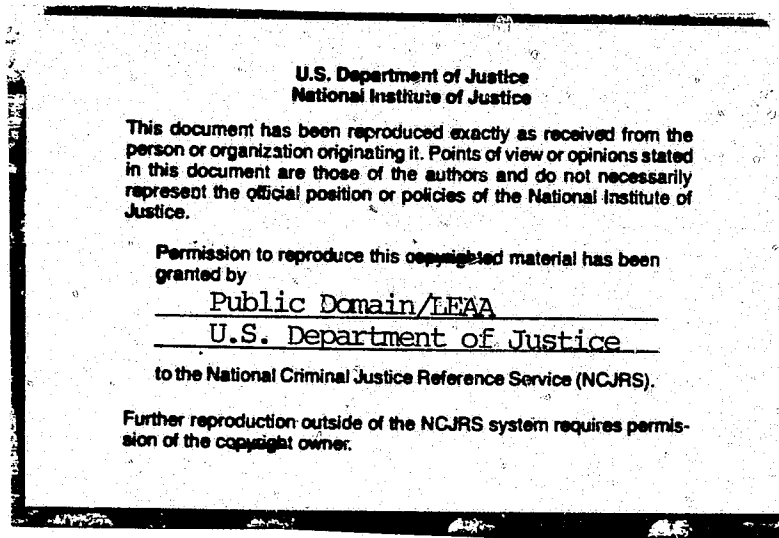 U.S. Department of Justice
National Institute of Justice
This document has been reproduced exactly as received from the
person or organization originating it. Points of view or opinions stated
in this document are those of the authors and do not necessarily
represent the official position or policies of the National Institute of
Justice.
Permission to reproduce this copyrighted material has been
granted by
Public Domain/LEAA
U.S. Department of Justice
to the National Criminal Justice Reference Service (NCJRS).
Further reproduction outside of the NCJRS system requires permis-
sion of the copyright owner.